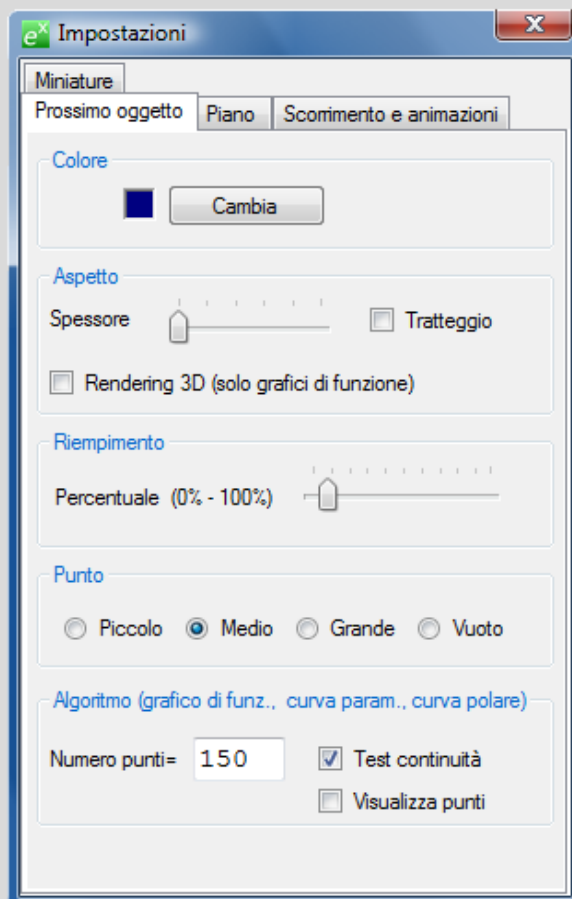 eˣ Impostazioni X
Miniature
Prossimo oggetto Piano Scorrimento e animazioni
Colore
Cambia
Aspetto
Spessore Tratteggio
Rendering 3D (solo grafici di funzione)
Riempimento
Percentuale (0% - 100%)
Punto
Piccolo Medio Grande Vuoto
Algoritmo (grafico di funz., curva param., curva polare)
Numero punti= 150 Test continuità
Visualizza punti